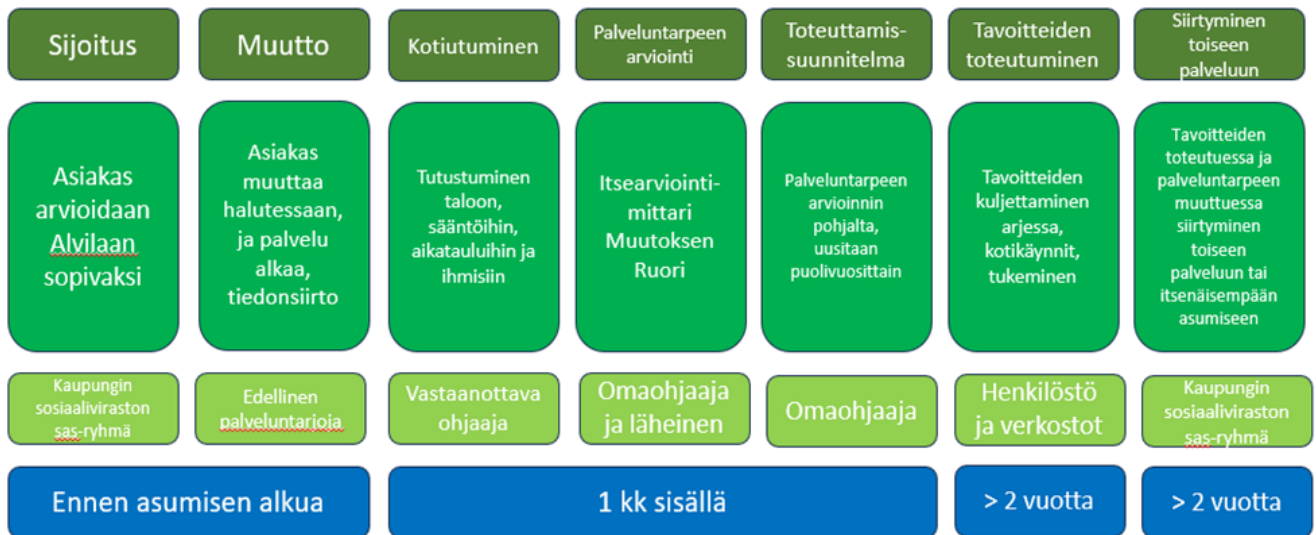 Sijoitus
Muutto
Kotiutuminen
Palveluntarpeen
arviointi
Toteuttamis-
suunnitelma
Tavoitteiden
toteutuminen
Siirtyminen
toiseen
palveluun
Asiakas
arvioidaan
Alvilaan
sopivaksi
Asiakas
muuttaa
halutessaan,
ja palvelu
alkaa,
tiedonsiirto
Tutustuminen
taloon,
sääntöihin,
aikatauluihin ja
ihmisiin
Itsearviointi-
mittari
Muutoksen
Ruori
Palveluntarpeen
arvioinnin
pohjalta,
uusitaan
puolivuosittain
Tavoitteiden
kuljettaminen
arjessa,
kotikäynnit,
tukeminen
Tavoitteiden
toteutuessa ja
palveluntarpeen
muuttuessa
siirtyminen
toiseen
palveluun tai
itsenäisempään
asumiseen
Kaupungin
sosiaaliviraston
sas-ryhmä
Edellinen
palveluntarioja
Vastaanottava
ohjaaja
Omaohjaaja
ja läheinen
Omaohjaaja
Henkilöstö
ja verkostot
Kaupungin
sosiaaliviraston
sas-ryhmä
Ennen asumisen alkua
1 kk sisällä
> 2 vuotta
> 2 vuotta